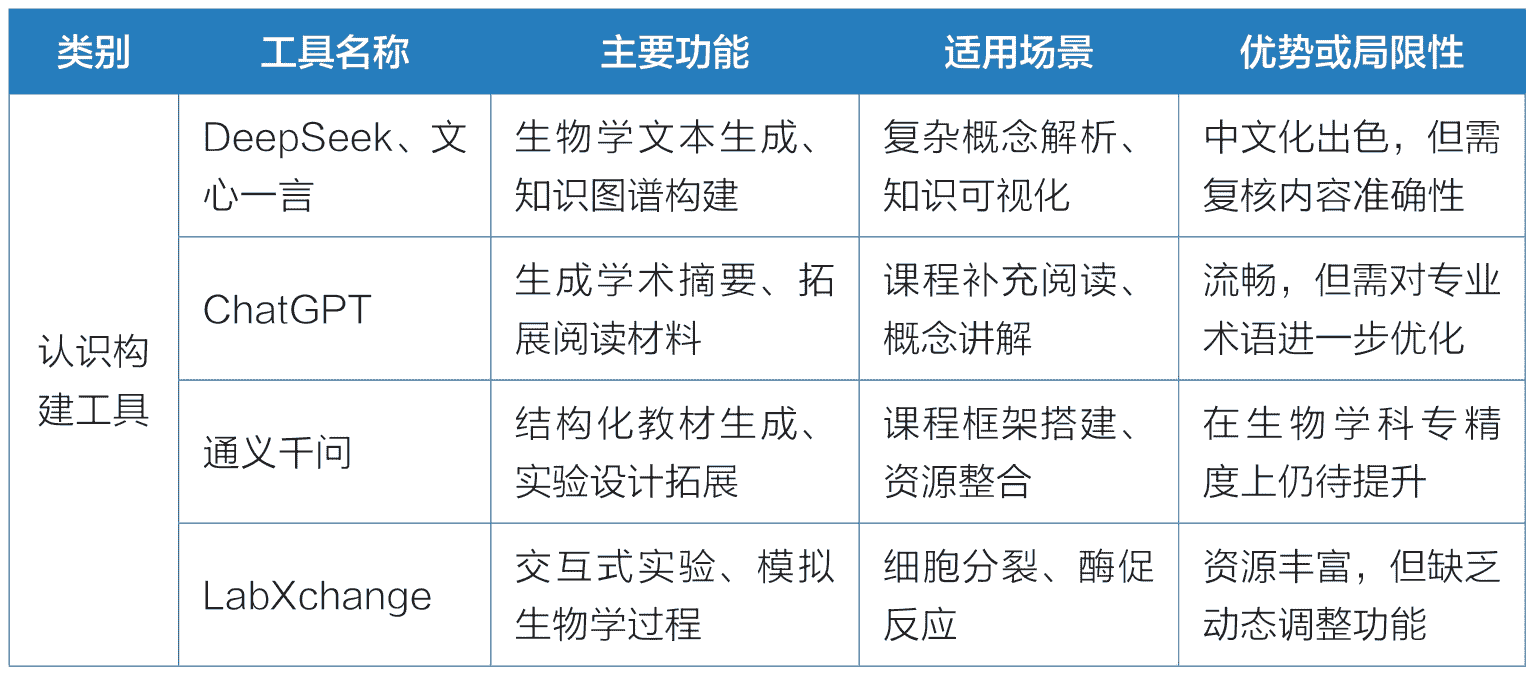 类别 工具名称 主要功能 适用场景 优势或局限性
认识构
建工具
DeepSeek、文
心一言
生物学文本生成、
知识图谱构建
复杂概念解析、
知识可视化
中文化出色，但需
复核内容准确性
ChatGPT
生成学术摘要、拓
展阅读材料
课程补充阅读、
概念讲解
流畅，但需对专业
术语进一步优化
通义千问
结构化教材生成、
实验设计拓展
课程框架搭建、
资源整合
在生物学科专精
度上仍待提升
LabXchange
交互式实验、模拟
生物学过程
细胞分裂、酶促
反应
资源丰富，但缺乏
动态调整功能